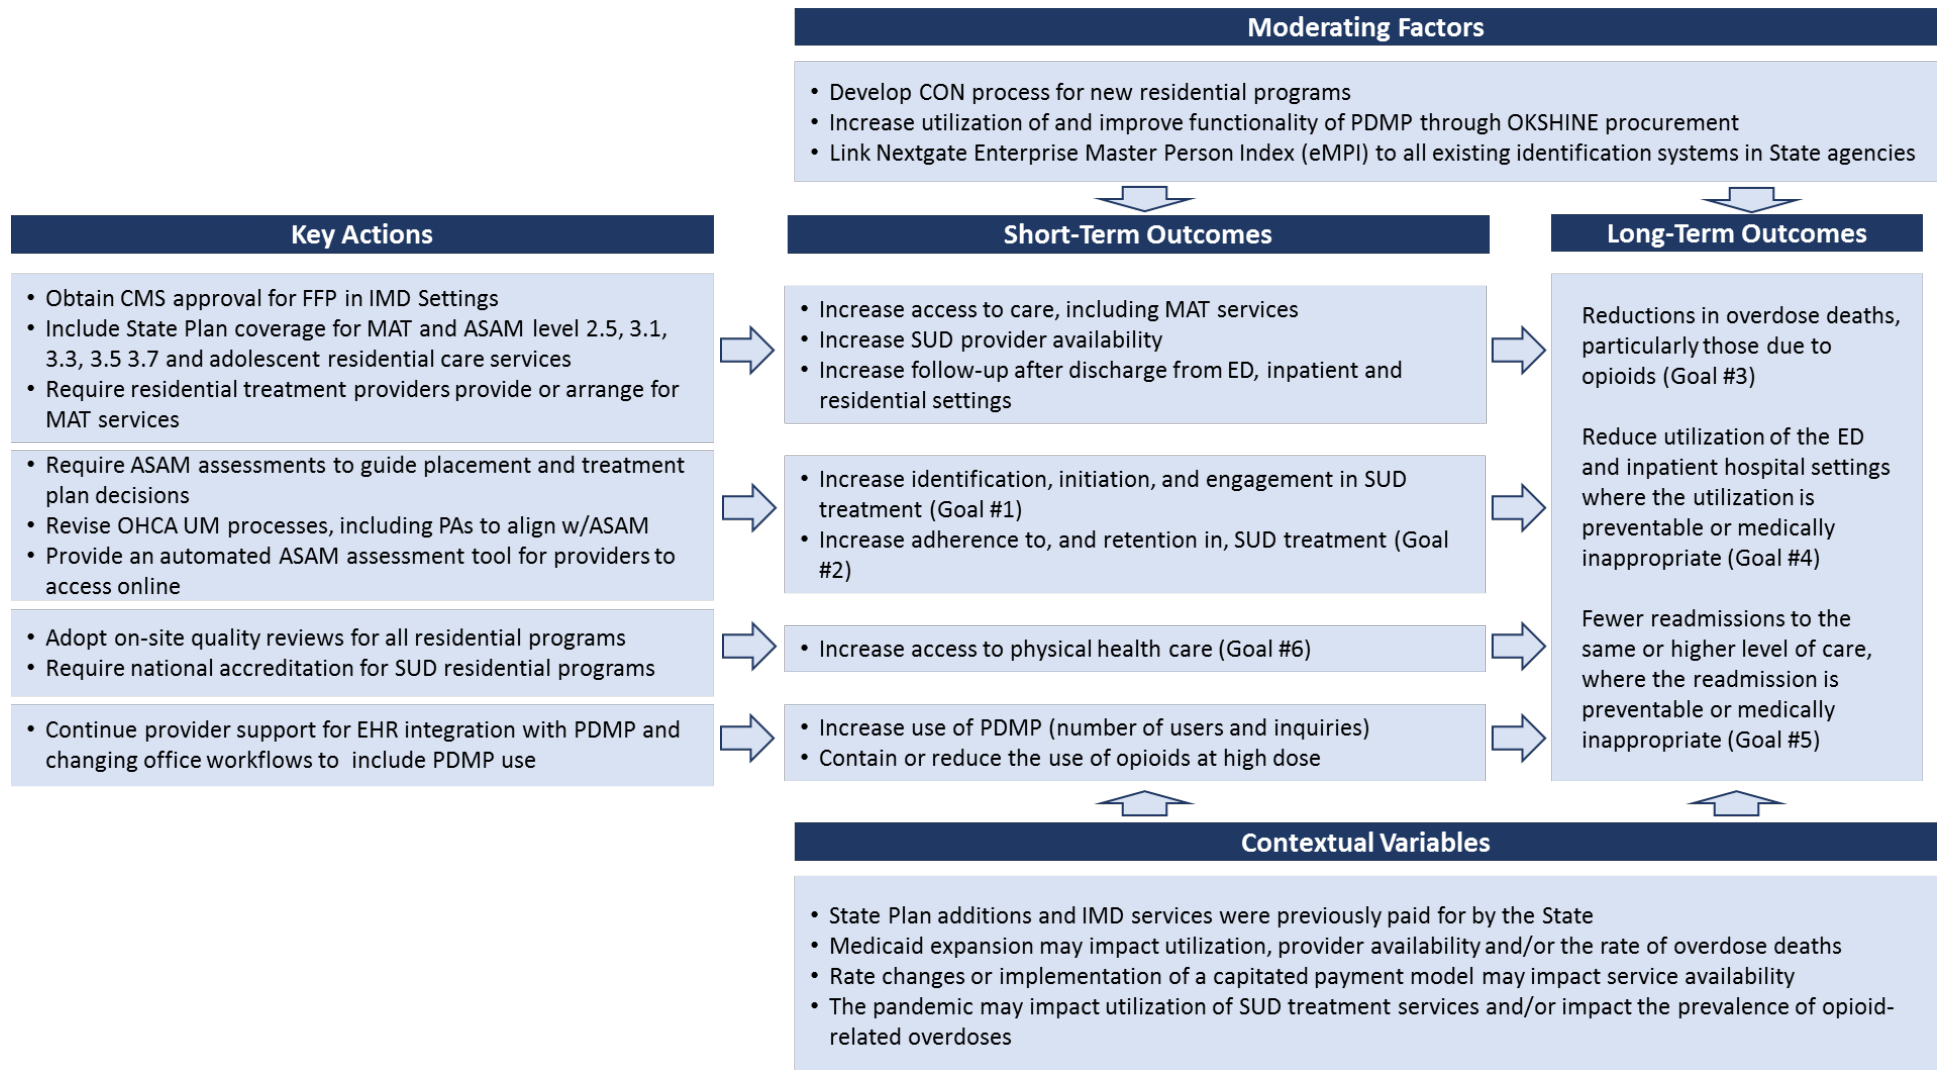 Moderating Factors
• Develop CON process for new residential programs
• Increase utilization of and improve functionality of PDMP through OKSHINE procurement
• Link Nextgate Enterprise Master Person Index (eMPI) to all existing identification systems in State agencies
Key Actions
• Obtain CMS approval for FFP in IMD Settings
• Include State Plan coverage for MAT and ASAM level 2.5, 3.1,
3.3, 3.5 3.7 and adolescent residential care services
• Require residential treatment providers provide or arrange for
MAT services
• Require ASAM assessments to guide placement and treatment
plan decisions
• Revise OHCA UM processes, including PAs to align w/ASAM
• Provide an automated ASAM assessment tool for providers to
access online
• Adopt on-site quality reviews for all residential programs
• Require national accreditation for SUD residential programs
• Continue provider support for EHR integration with PDMP and
changing office workflows to include PDMP use
Short-Term Outcomes
• Increase access to care, including MAT services
• Increase SUD provider availability
• Increase follow-up after discharge from ED, inpatient and
residential settings
• Increase identification, initiation, and engagement in SUD
treatment (Goal #1)
• Increase adherence to, and retention in, SUD treatment (Goal
#2)
• Increase access to physical health care (Goal #6)
• Increase use of PDMP (number of users and inquiries)
• Contain or reduce the use of opioids at high dose
Long-Term Outcomes
Reductions in overdose deaths,
particularly those due to
opioids (Goal #3)
Reduce utilization of the ED
and inpatient hospital settings
where the utilization is
preventable or medically
inappropriate (Goal #4)
Fewer readmissions to the
same or higher level of care,
where the readmission is
preventable or medically
inappropriate (Goal #5)
Contextual Variables
• State Plan additions and IMD services were previously paid for by the State
• Medicaid expansion may impact utilization, provider availability and/or the rate of overdose deaths
• Rate changes or implementation of a capitated payment model may impact service availability
• The pandemic may impact utilization of SUD treatment services and/or impact the prevalence of opioid-
related overdoses